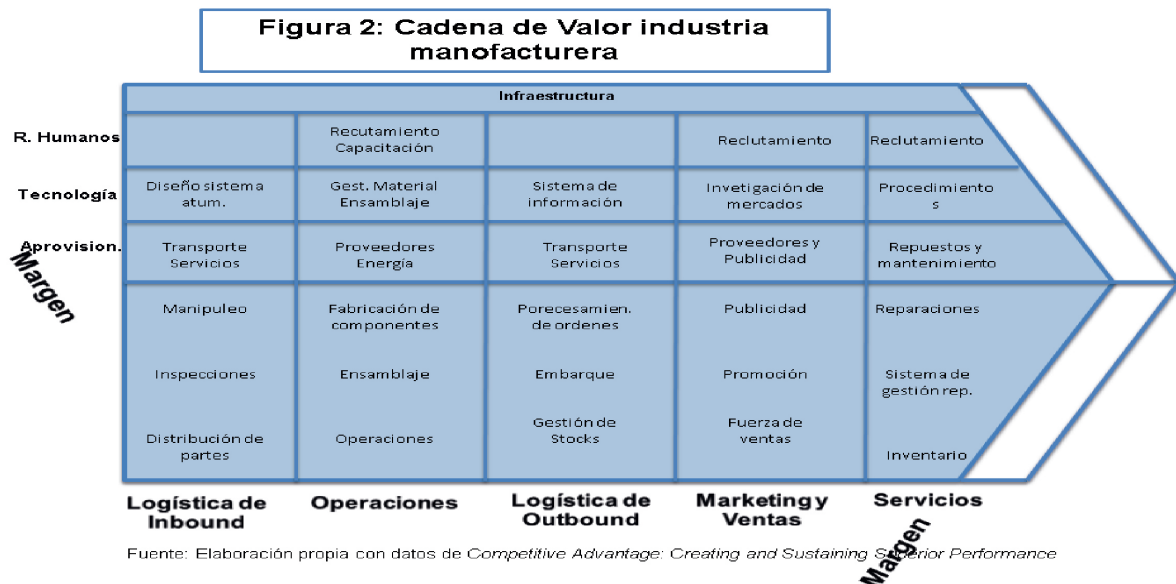 Figura 2: Cadena de Valor industria
manofacturera
Infraestructura
R. Humanos
Recutamiento
Capacitación
Reclutamiento
Reclutamiento
Tecnología
Diseño sistema
atum.
Gest. Material
Ensamblaje
Sistema de
información
Invetigación de
mercados
Procedimiento
s
Aprovision.
Transporte
Servicios
Proveedores
Energía
Transporte
Servicios
Proveedores y
Publicidad
Repuestos y
mantenimiento
Margen
Manipuleo
Fabricación de
componentes
Porecesamien.
de ordenes
Publicidad
Reparaciones
Inspecciones
Ensamblaje
Embarque
Promoción
Sistema de
gestión rep.
Distribución de
partes
Operaciones
Gestión de
Stocks
Fuerza de
ventas
Inventario
Logística de
Inbound
Operaciones
Logística de
Outbound
Marketing y
Ventas
Servicios
Margen
Fuente: Elaboración propia con datos de Competitive Advantage: Creating and Sustaining Superior Performance